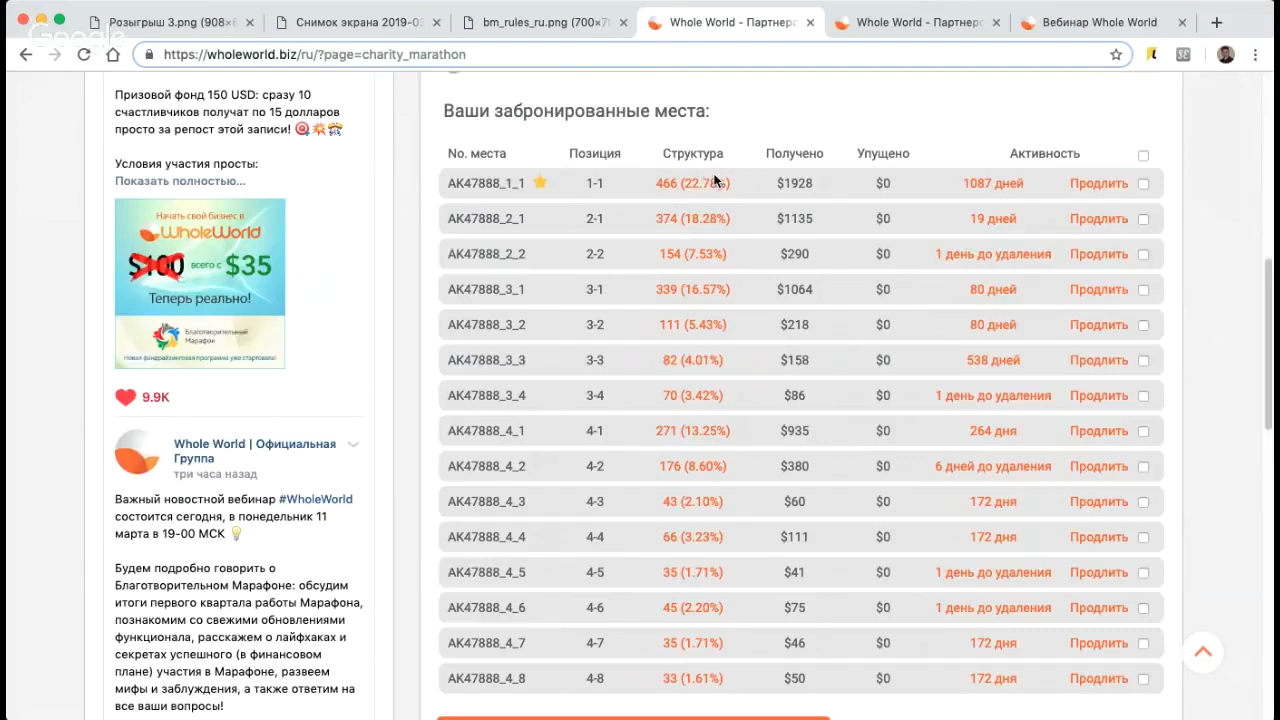 Розыгрыш 3.png (908×6
Снимок экрана 2019-03
bm_rules_ru.png (700×7
Whole World - Партнер
Whole World - Партнер
Вебинар Whole World
Google
https://wholeworld.biz/ru/?page=charity_marathon
Призовой фонд 150 USD: сразу 10
счастливчиков получат по 15 долларов
просто за репост этой записи!
Условия участия просты:
Показать полностью...
Начать свой бизнес в
WHOLEWORLD
$100 всего с $35
Теперь реально!
Благотворительный
Марафон
Новая фандрайзинговая программа уже стартовала!
9.9K
Whole World | Официальная
Группа
три часа назад
Важный новостной вебинар #WholeWorld
состоится сегодня, в понедельник 11
марта в 19-00 МСК
Будем подробно говорить о
Благотворительном Марафоне: обсудим
итоги первого квартала работы Марафона,
познакомим со свежими обновлениями
функционала, расскажем о лайфхаках и
секретах успешного (в финансовом
плане) участия в Марафоне, развеем
мифы и заблуждения, а также ответим на
все ваши вопросы!
Ваши забронированные места:
No. места Позиция Структура Получено Упущено Активность
AK47888_1_1 1-1 466 (22.78%) $1928 $0 1087 дней Продлить
AK47888_2_1 2-1 374 (18.28%) $1135 $0 19 дней Продлить
AK47888_2_2 2-2 154 (7.53%) $290 $0 1 день до удаления Продлить
AK47888_3_1 3-1 339 (16.57%) $1064 $0 80 дней Продлить
AK47888_3_2 3-2 111 (5.43%) $218 $0 80 дней Продлить
AK47888_3_3 3-3 82 (4.01%) $158 $0 538 дней Продлить
AK47888_3_4 3-4 70 (3.42%) $86 $0 1 день до удаления Продлить
AK47888_4_1 4-1 271 (13.25%) $935 $0 264 дня Продлить
AK47888_4_2 4-2 176 (8.60%) $380 $0 6 дней до удаления Продлить
AK47888_4_3 4-3 43 (2.10%) $60 $0 172 дня Продлить
AK47888_4_4 4-4 66 (3.23%) $111 $0 172 дня Продлить
AK47888_4_5 4-5 35 (1.71%) $41 $0 1 день до удаления Продлить
AK47888_4_6 4-6 45 (2.20%) $75 $0 1 день до удаления Продлить
AK47888_4_7 4-7 35 (1.71%) $46 $0 172 дня Продлить
AK47888_4_8 4-8 33 (1.61%) $50 $0 172 дня Продлить